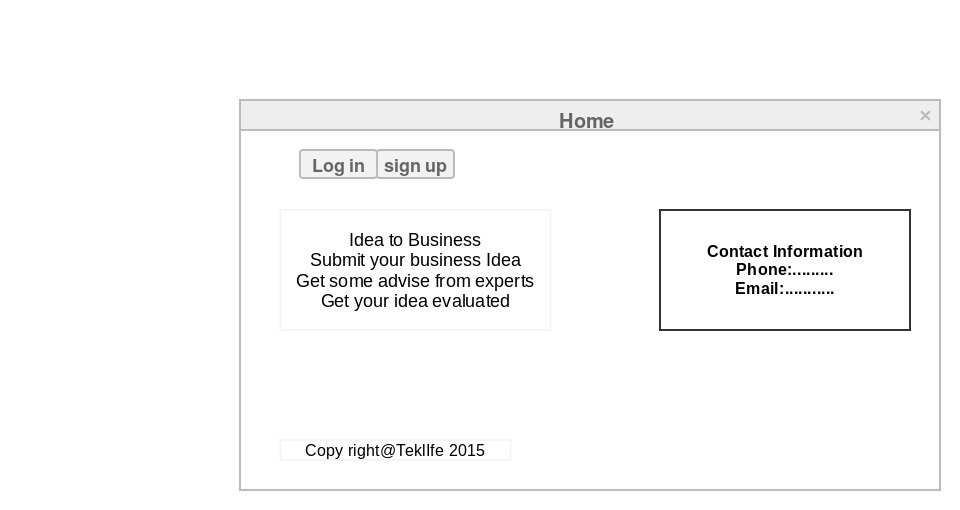 Home ×
Log in sign up
Idea to Business
Submit your business Idea
Get some advise from experts
Get your idea evaluated
Contact Information
Phone:.........
Email:...........
Copy right@TeklIfe 2015